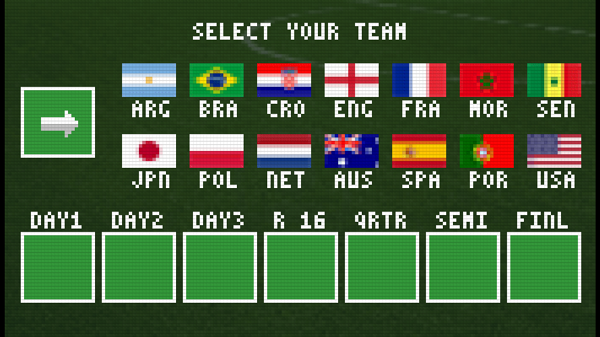 SELECT YOUR TEAM
ARG BRA CRO ENG FRA MOR SEN
JPN POL NET AUS SPA POR USA
DAY1 DAY2 DAY3 R 16 QRTR SEMI FINL